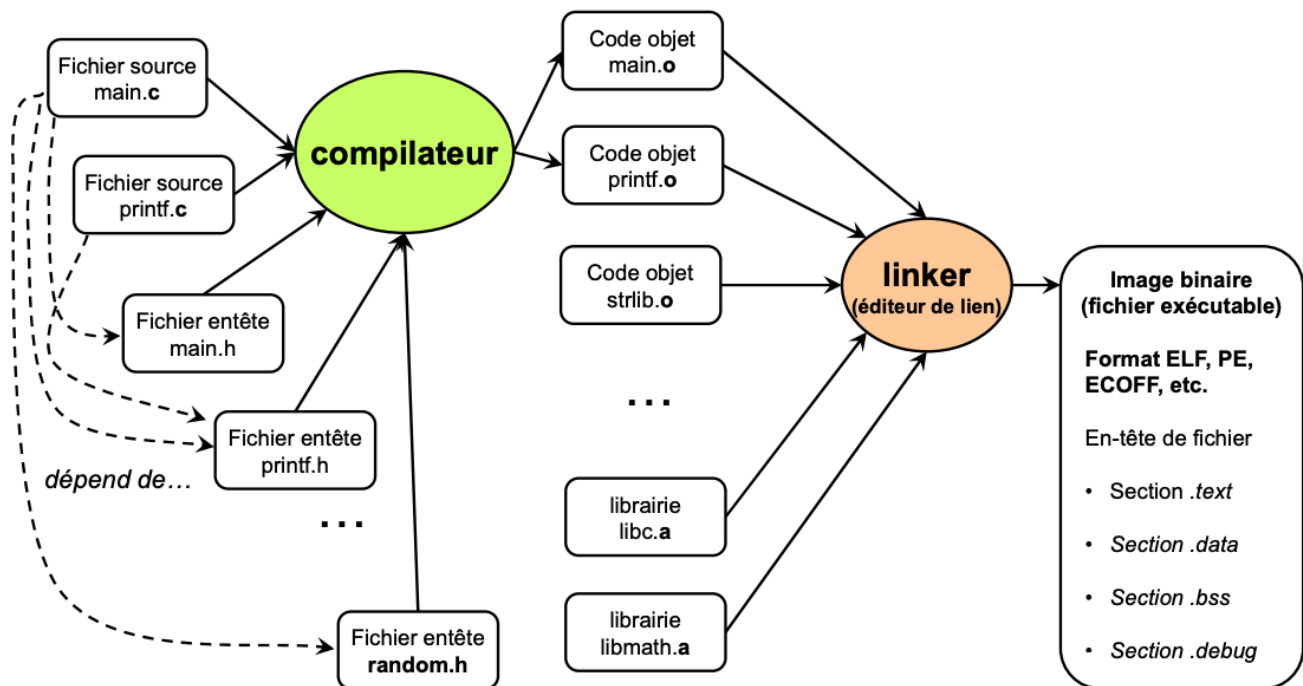 Fichier source
main.c
Fichier source
printf.c
Fichier entête
main.h
Fichier entête
printf.h
dépend de…
...
Fichier entête
random.h
compilateur
Code objet
main.o
Code objet
printf.o
Code objet
strlib.o
...
librairie
libc.a
librairie
libmath.a
linker
(éditeur de lien)
Image binaire
(fichier exécutable)
Format ELF, PE,
ECOFF, etc.
En-tête de fichier
• Section .text
• Section .data
• Section .bss
• Section .debug